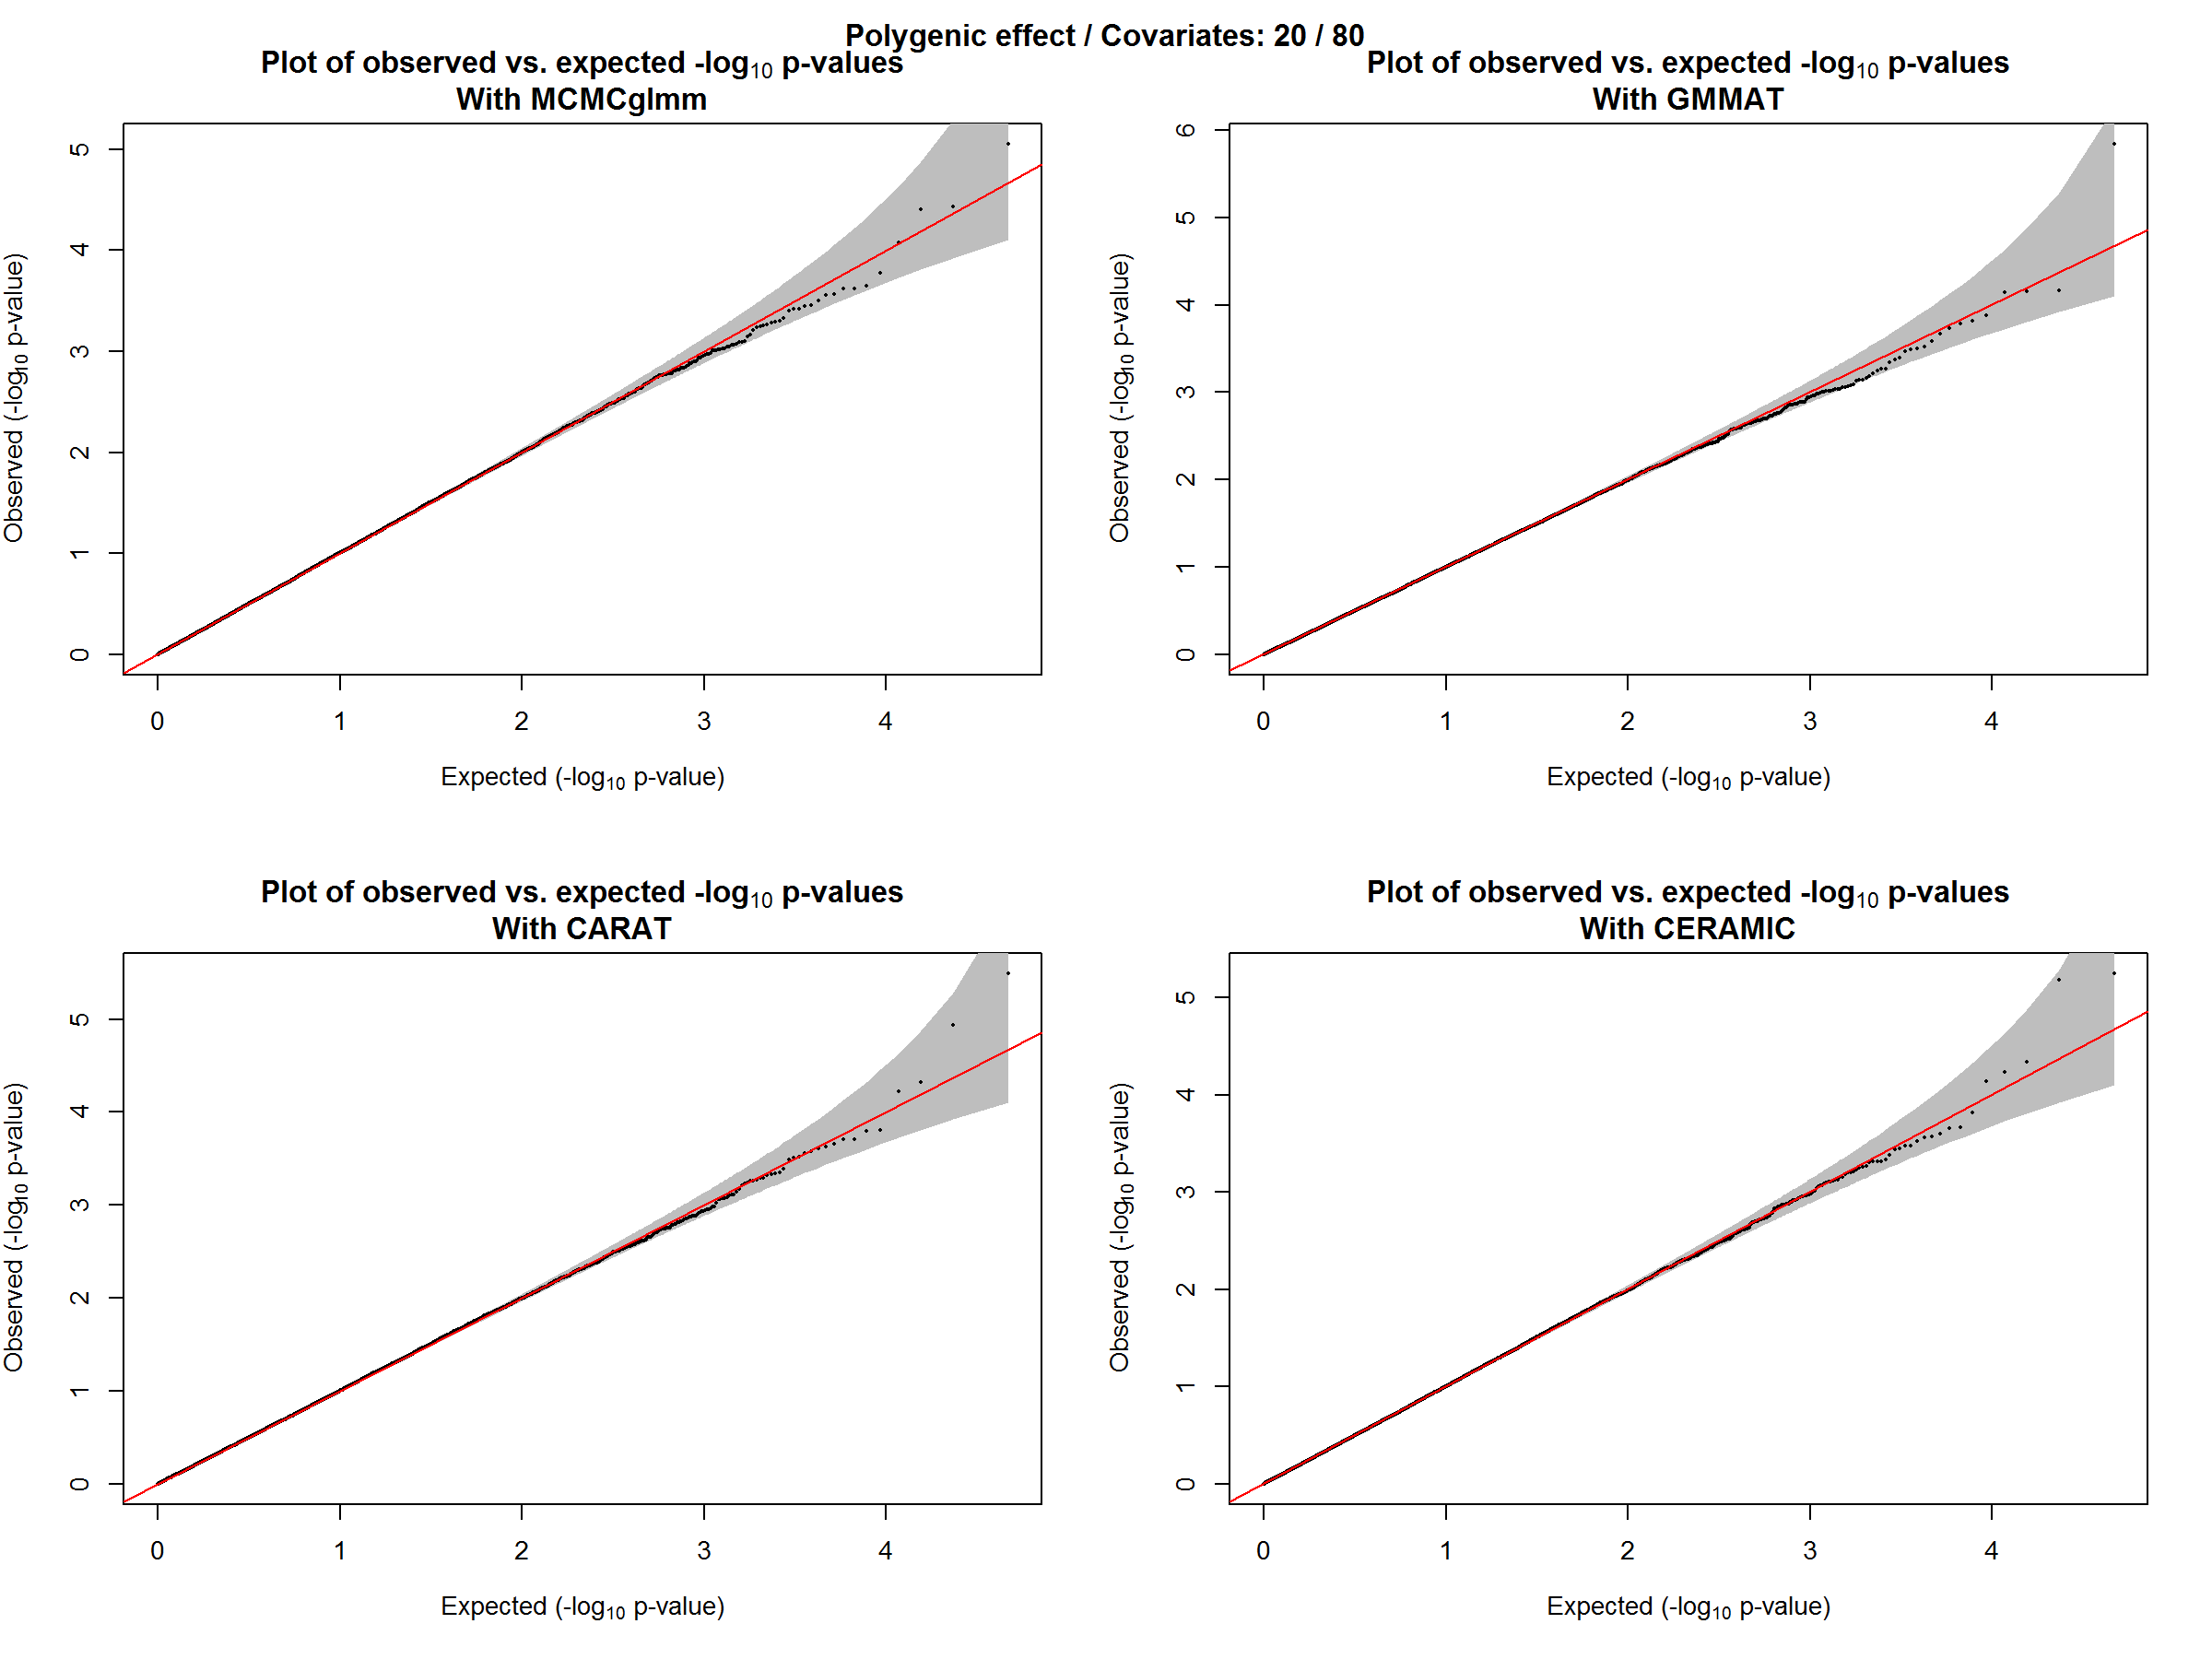 Polygenic effect / Covariates: 20 / 80
Plot of observed vs. expected -log10 p-values
With MCMCglmm
5
4
3
2
1
0
Observed (-log10 p-value)
0 1 2 3 4
Expected (-log10 p-value)
Plot of observed vs. expected -log10 p-values
With GMMAT
6
5
4
3
2
1
0
Observed (-log10 p-value)
0 1 2 3 4
Expected (-log10 p-value)
Plot of observed vs. expected -log10 p-values
With CARAT
5
4
3
2
1
0
Observed (-log10 p-value)
0 1 2 3 4
Expected (-log10 p-value)
Plot of observed vs. expected -log10 p-values
With CERAMIC
5
4
3
2
1
0
Observed (-log10 p-value)
0 1 2 3 4
Expected (-log10 p-value)